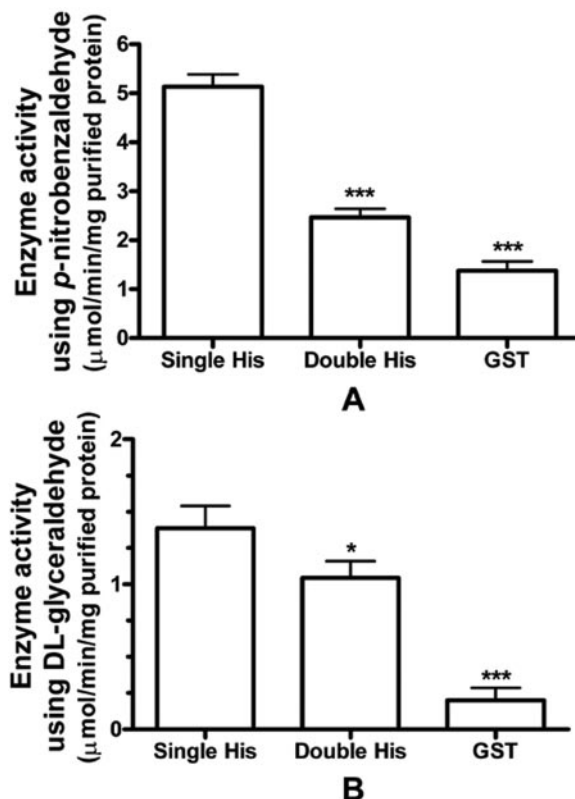 Enzyme activity
using p-nitrobenzaldehyde
(μmol/min/mg purified protein)
6
5
4
3
2
1
0
***
***
Single His Double His GST
A
Enzyme activity
using DL-glyceraldehyde
(μmol/min/mg purified protein)
2
1
0
*
***
Single His Double His GST
B